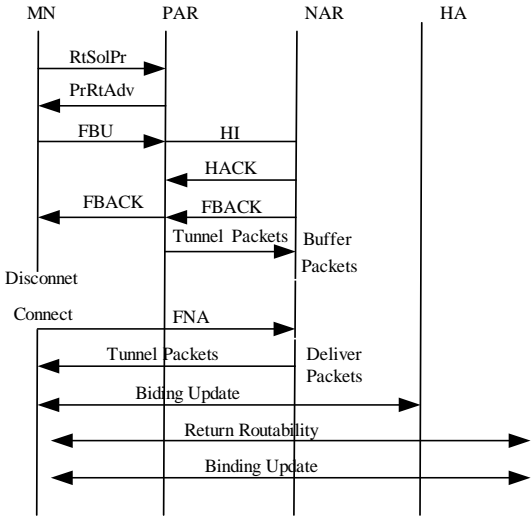 MN PAR NAR HA
RtSolPr
PrRtAdv
FBU HI
HACK
FBACK FBACK
Tunnel Packets Buffer
Packets
Disconnet
Connect FNA
Tunnel Packets Deliver
Packets
Biding Update
Return Routability
Binding Update